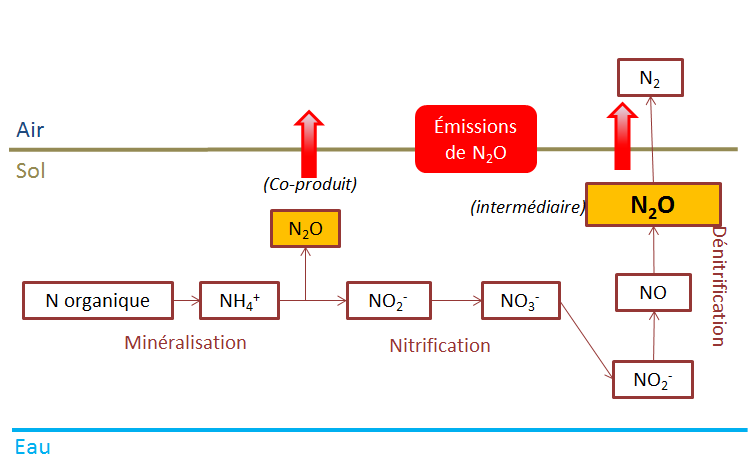 N₂
Émissions
de N₂O
Air
Sol
(Co-produit)
(intermédiaire)
N₂O
N₂O
Dénitrification
N organique
NH₄⁺
NO₂⁻
NO₃⁻
NO
Minéralisation
Nitrification
NO₂⁻
Eau